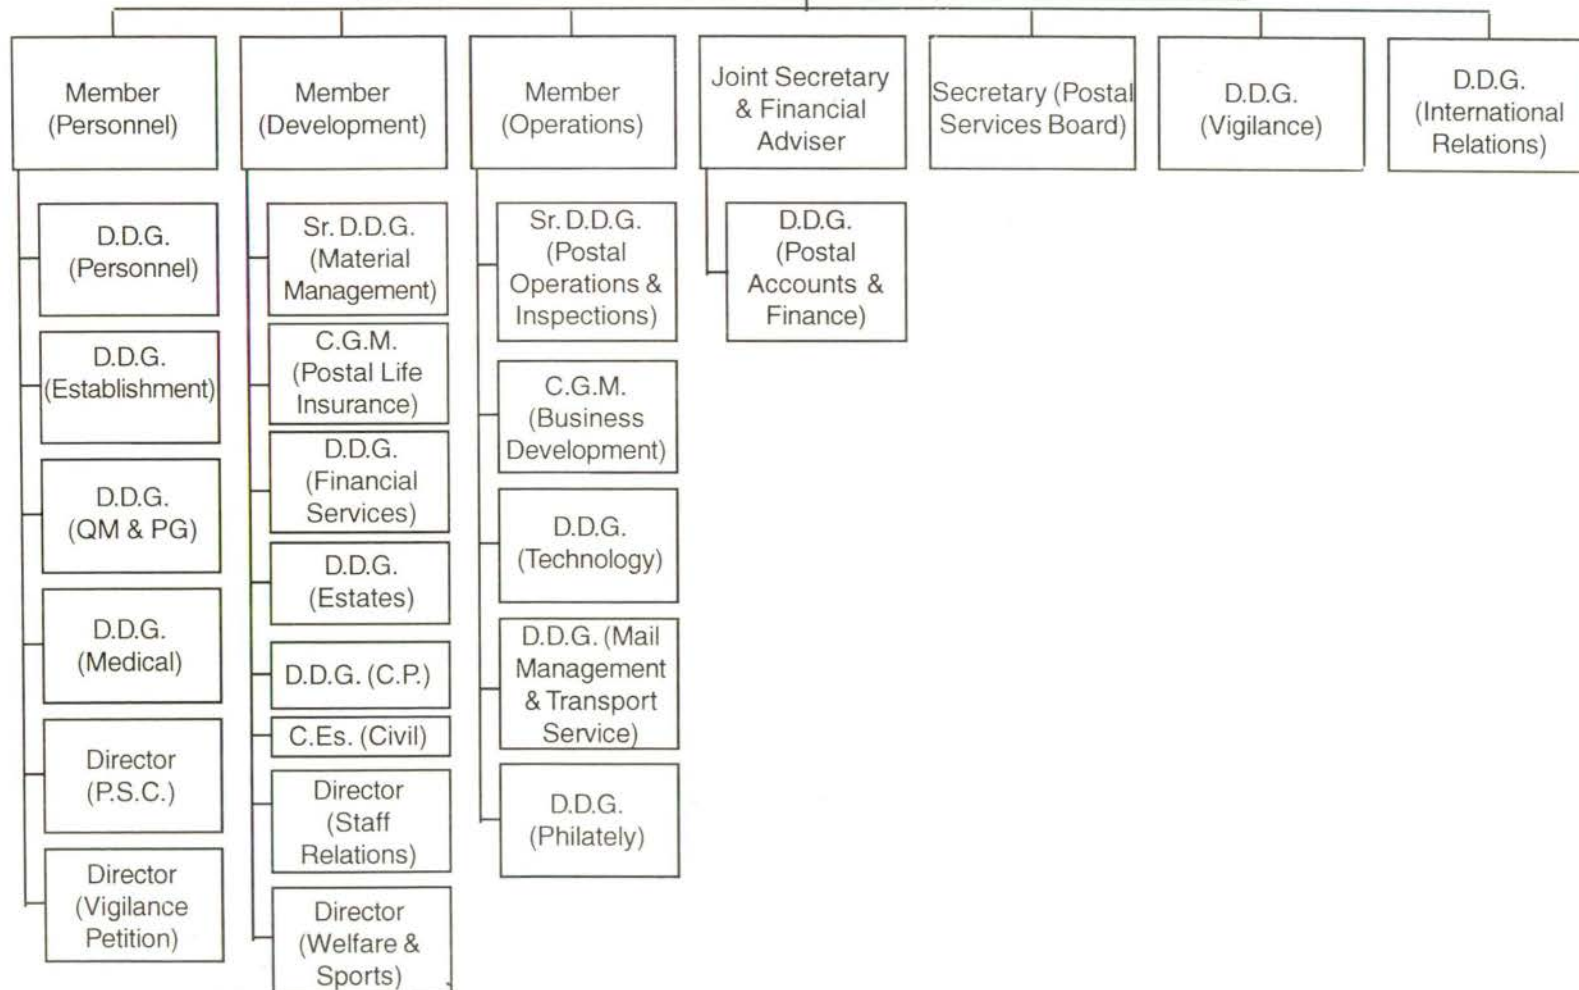 Member
(Personnel)
Member
(Development)
Member
(Operations)
Joint Secretary
& Financial
Adviser
Secretary (Postal
Services Board)
D.D.G.
(Vigilance)
D.D.G.
(International
Relations)
D.D.G.
(Personnel)
D.D.G.
(Establishment)
D.D.G.
(QM & PG)
D.D.G.
(Medical)
Director
(P.S.C.)
Director
(Vigilance
Petition)
Sr. D.D.G.
(Material
Management)
C.G.M.
(Postal Life
Insurance)
D.D.G.
(Financial
Services)
D.D.G.
(Estates)
D.D.G. (C.P.)
C.Es. (Civil)
Director
(Staff
Relations)
Director
(Welfare &
Sports)
Sr. D.D.G.
(Postal
Operations &
Inspections)
C.G.M.
(Business
Development)
D.D.G.
(Technology)
D.D.G. (Mail
Management
& Transport
Service)
D.D.G.
(Philately)
D.D.G.
(Postal
Accounts &
Finance)